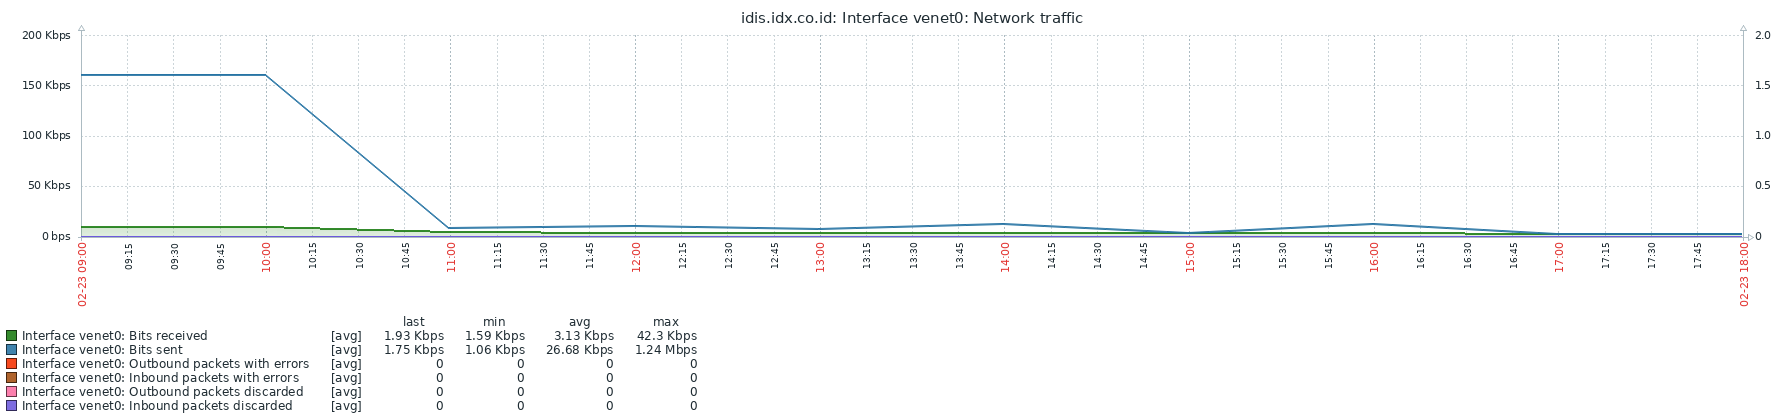 idis.idx.co.id: Interface venet0: Network traffic
200 Kbps 2.0
150 Kbps 1.5
100 Kbps 1.0
50 Kbps 0.5
0 bps 0
02-23 09:00 09:15 09:30 09:45 10:00 10:15 10:30 10:45 11:00 11:15 11:30 11:45 12:00 12:15 12:30 12:45 13:00 13:15 13:30 13:45 14:00 14:15 14:30 14:45 15:00 15:15 15:30 15:45 16:00 16:15 16:30 16:45 17:00 17:15 17:30 17:45 02-23 18:00
last min avg max
Interface venet0: Bits received [avg] 1.93 Kbps 1.59 Kbps 3.13 Kbps 42.3 Kbps
Interface venet0: Bits sent [avg] 1.75 Kbps 1.06 Kbps 26.68 Kbps 1.24 Mbps
Interface venet0: Outbound packets with errors [avg] 0 0 0 0
Interface venet0: Inbound packets with errors [avg] 0 0 0 0
Interface venet0: Outbound packets discarded [avg] 0 0 0 0
Interface venet0: Inbound packets discarded [avg] 0 0 0 0